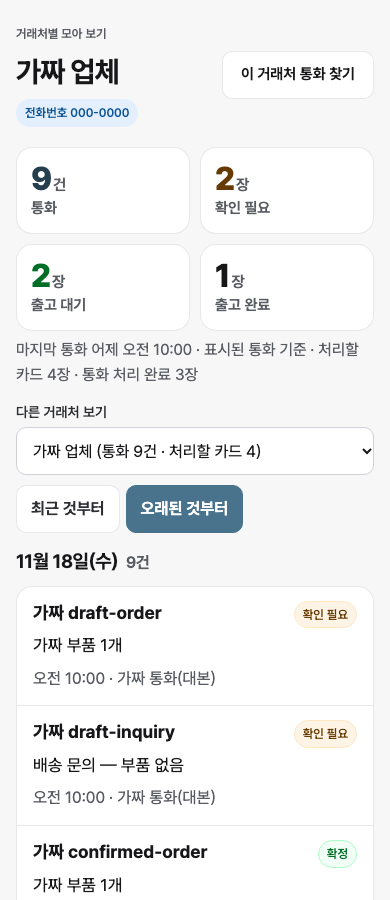 거래처별 모아 보기
가짜 업체
이 거래처 통화 찾기
전화번호 000-0000
9건
통화
2장
확인 필요
2장
출고 대기
1장
출고 완료
마지막 통화 어제 오전 10:00 · 표시된 통화 기준 · 처리할
카드 4장 · 통화 처리 완료 3장
다른 거래처 보기
가짜 업체 (통화 9건 · 처리할 카드 4)
최근 것부터
오래된 것부터
11월 18일(수) 9건
가짜 draft-order
확인 필요
가짜 부품 1개
오전 10:00 · 가짜 통화(대본)
가짜 draft-inquiry
확인 필요
배송 문의 — 부품 없음
오전 10:00 · 가짜 통화(대본)
가짜 confirmed-order
확정
가짜 부품 1개